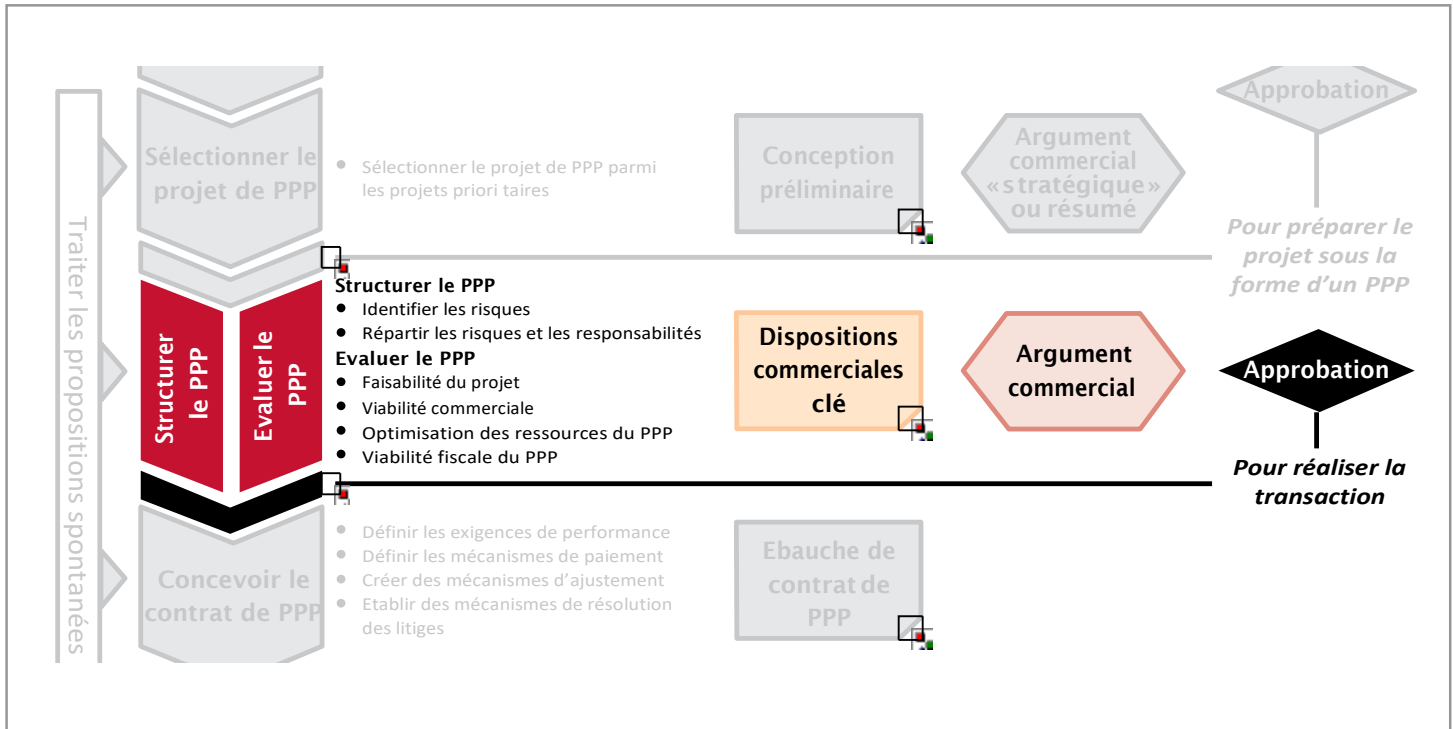 Traiter les propositions spontanées
Sélectionner le
projet de PPP
• Sélectionner le projet de PPP parmi
les projets priori taires
Conception
préliminaire
Argument
commercial
«s tratégique»
ou résumé
Approbation
Pour préparer le
projet sous la
forme d’un PPP
Structurer
le PPP
Evaluer le
PPP
Structurer le PPP
• Identifier les risques
• Répartir les risques et les responsabilités
Evaluer le PPP
• Faisabilité du projet
• Viabilité commerciale
• Optimisation des ressources du PPP
• Viabilité fiscale du PPP
Dispositions
commerciales
clé
Argument
commercial
Approbation
Pour réaliser la
transaction
Concevoir le
contrat de PPP
• Définir les exigences de performance
• Définir les mécanismes de paiement
• Créer des mécanismes d’ajustement
• Etablir des mécanismes de résolution
des litiges
Ebauche de
contrat de
PPP